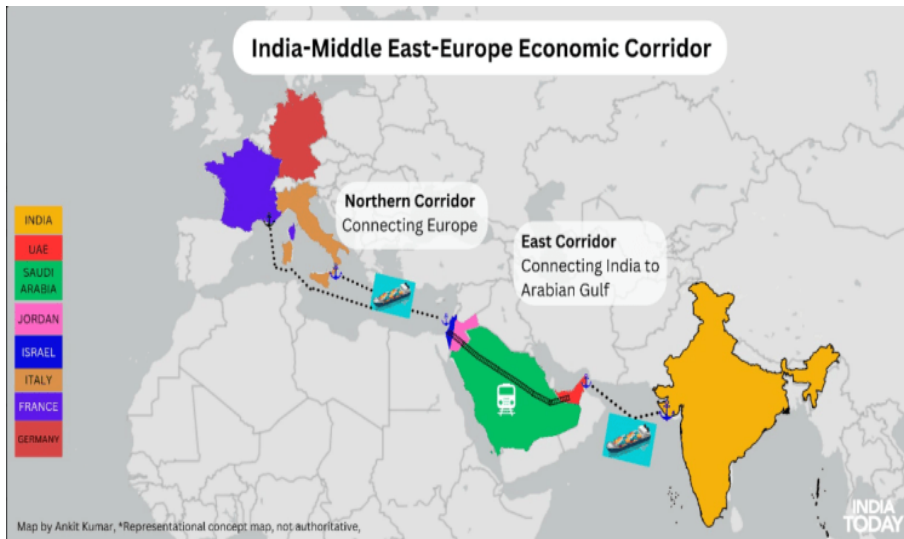 India-Middle East-Europe Economic Corridor
Northern Corridor
Connecting Europe
East Corridor
Connecting India to
Arabian Gulf
INDIA
UAE
SAUDI
ARABIA
JORDAN
ISRAEL
ITALY
FRANCE
GERMANY
Map by Ankit Kumar, *Representational concept map, not authoritative,
INDIA
TODAY